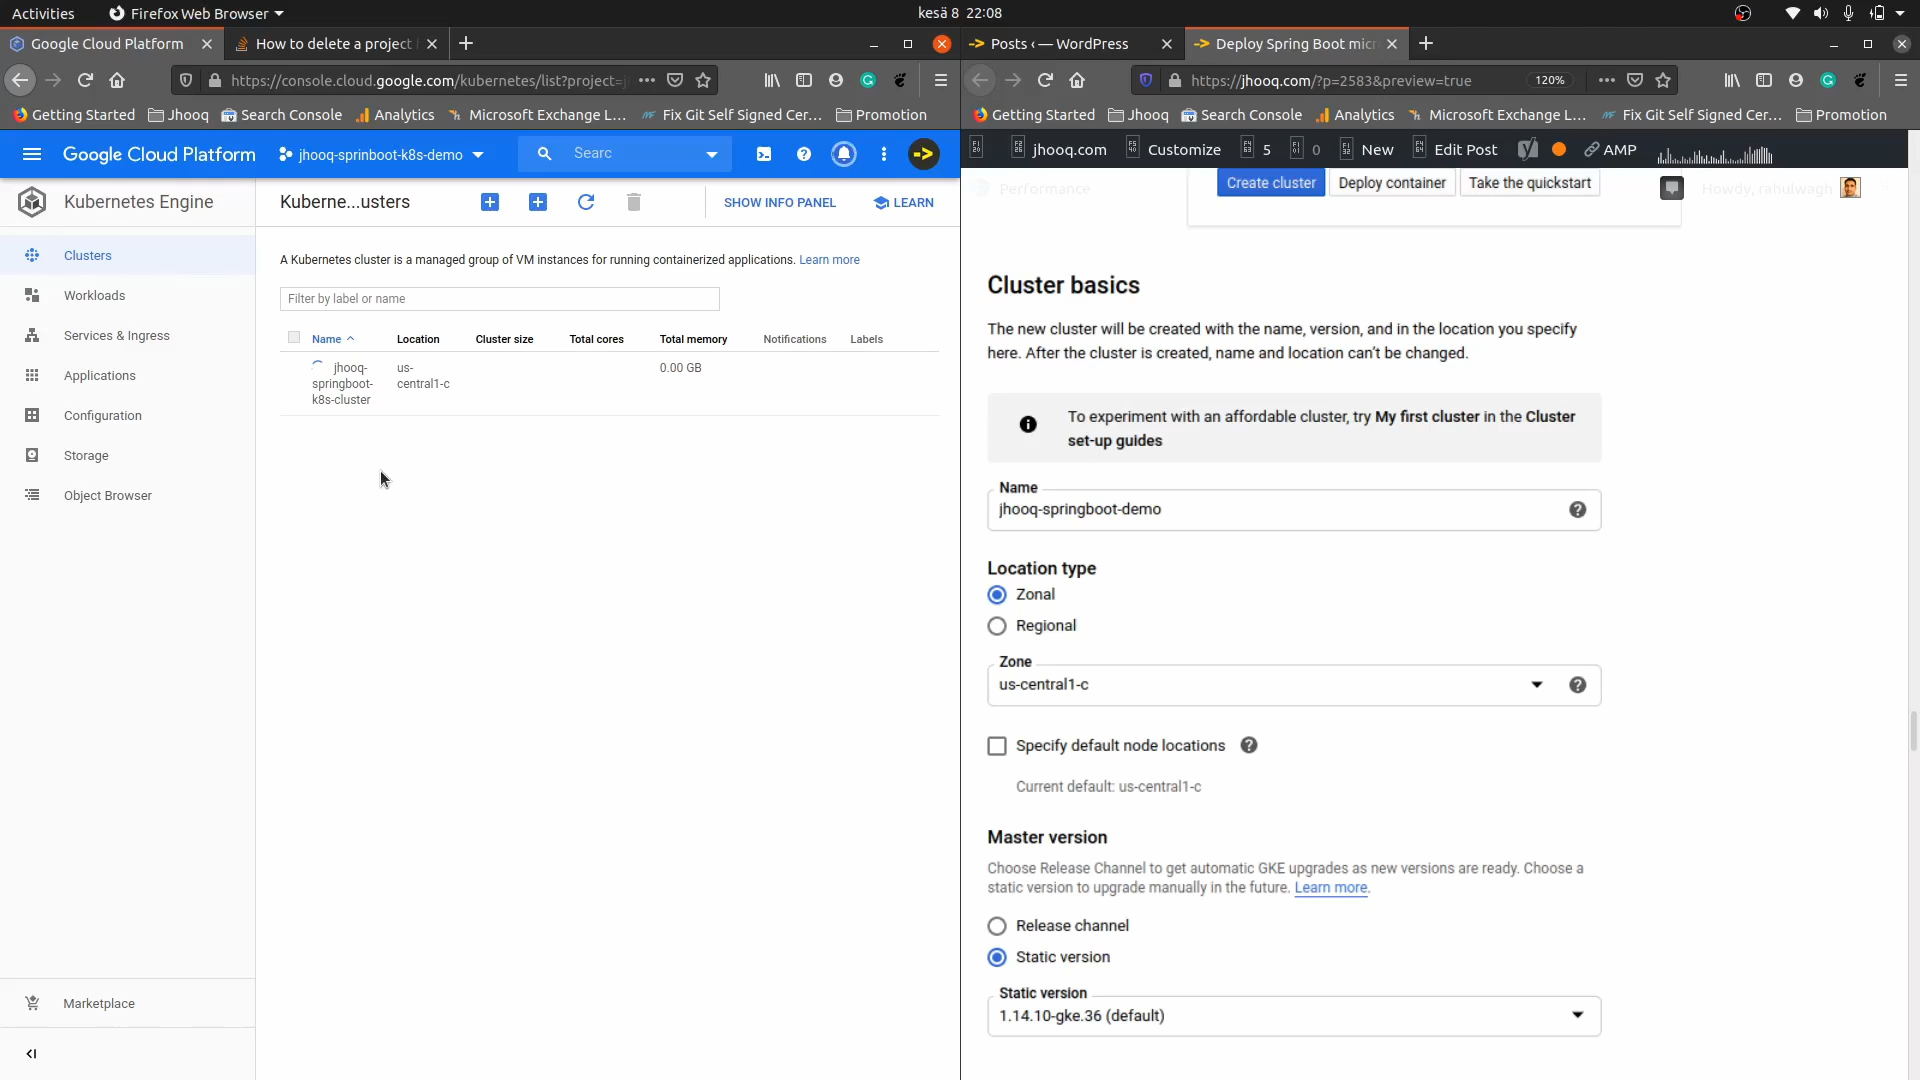 Activities
Firefox Web Browser
kesä 8 22:08
Google Cloud Platform
How to delete a project
https://console.cloud.google.com/kubernetes/list?project=j
Getting Started
Jhooq
Search Console
Analytics
Microsoft Exchange L...
Fix Git Self Signed Cer...
Promotion
Google Cloud Platform
jhooq-sprinboot-k8s-demo
Searc
Kubernetes Engine
Kuberne...usters
SHOW INFO PANEL
LEARN
Clusters
Workloads
Services & Ingress
Applications
Configuration
Storage
Object Browser
Marketplace
A Kubernetes cluster is a managed group of VM instances for running containerized applications. Learn more
Filter by label or name
Name
Location
Cluster size
Total cores
Total memory
Notifications
Labels
jhooq-
springboot-
k8s-cluster
us-
central1-c
0.00 GB
Posts ‹ — WordPress
Deploy Spring Boot micr
https://jhooq.com/?p=2583&preview=true
120%
Getting Started
Jhooq
Search Console
Analytics
Microsoft Exchange L...
Fix Git Self Signed Cer...
Promotion
jhooq.com
Customize
5
0
New
Edit Post
AMP
Performance
Howdy, rahulwagh
Create cluster
Deploy container
Take the quickstart
Cluster basics
The new cluster will be created with the name, version, and in the location you specify
here. After the cluster is created, name and location can't be changed.
To experiment with an affordable cluster, try My first cluster in the Cluster
set-up guides
Name
jhooq-springboot-demo
Location type
Zonal
Regional
Zone
us-central1-c
Specify default node locations
Current default: us-central1-c
Master version
Choose Release Channel to get automatic GKE upgrades as new versions are ready. Choose a
static version to upgrade manually in the future. Learn more.
Release channel
Static version
Static version
1.14.10-gke.36 (default)